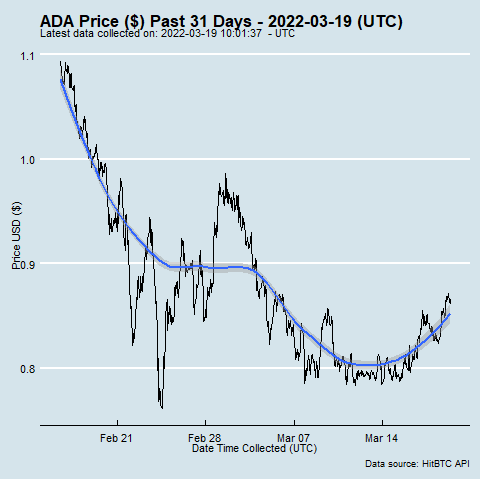 ADA Price ($) Past 31 Days - 2022-03-19 (UTC)
Latest data collected on: 2022-03-19 10:01:37 - UTC
1.1
1.0
0.9
0.8
Price USD ($)
Feb 21
Feb 28
Mar 07
Mar 14
Date Time Collected (UTC)
Data source: HitBTC API